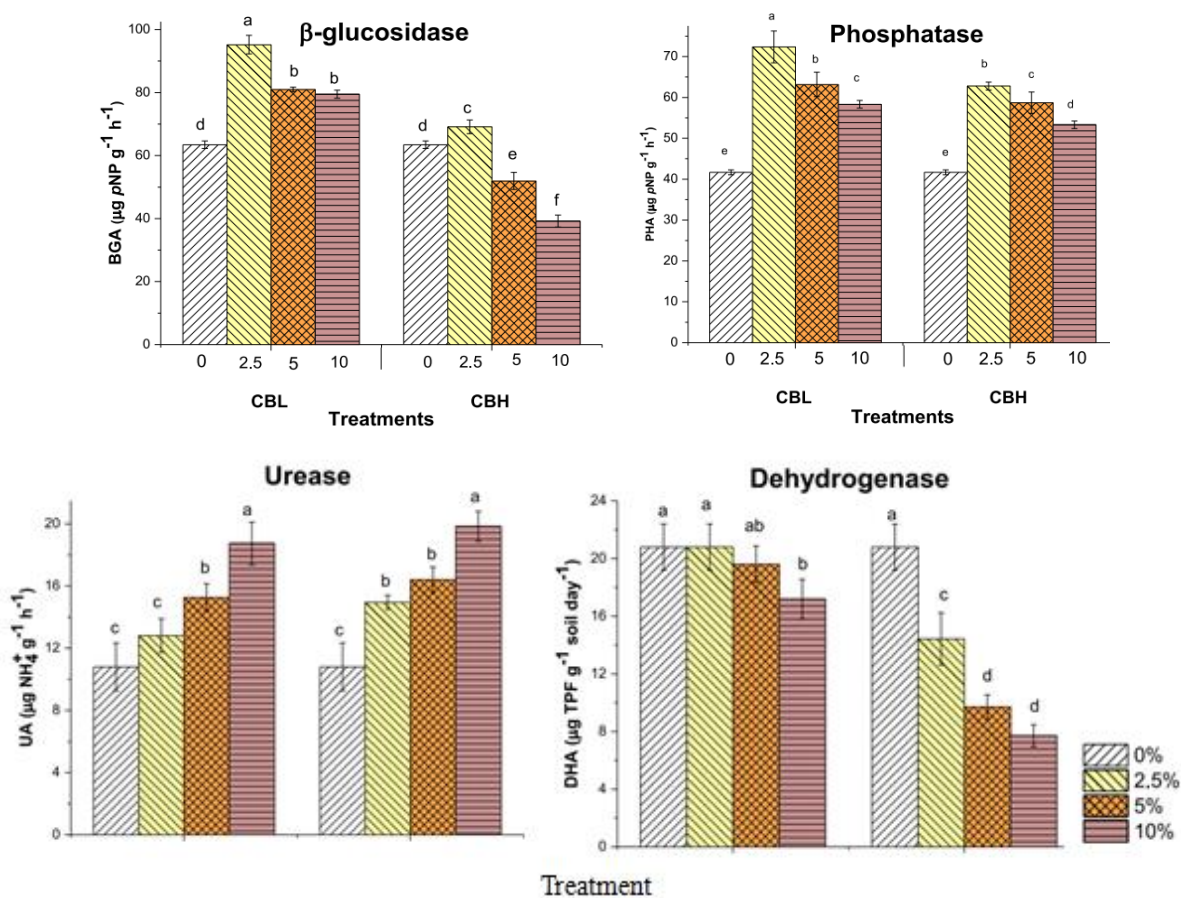 β-glucosidase
BGA (µg pNP g⁻¹ h⁻¹)
100
80
60
40
20
0
d
a
b
b
d
c
e
f
0 2.5 5 10 0 2.5 5 10
CBL CBH
Treatments
Phosphatase
PHA (µg pNP g⁻¹ h⁻¹)
70
60
50
40
30
20
10
0
e
a
b
c
e
b
c
d
0 2.5 5 10 0 2.5 5 10
CBL CBH
Treatments
Urease
UA (µg NH₄⁺ g⁻¹ h⁻¹)
20
16
12
8
4
0
c
c
b
a
c
b
b
a
Dehydrogenase
DHA (µg TPF g⁻¹ soil day⁻¹)
24
20
16
12
8
4
0
a
a
ab
b
a
c
d
d
0%
2.5%
5%
10%
Treatment